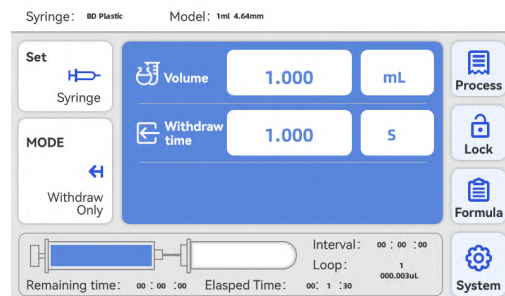 Syringe: BD Plastic Model: 1ml 4.64mm
Set
Syringe
MODE
Withdraw
Only
Volume 1.000 mL
Withdraw
time 1.000 S
Process
Lock
Formula
System
Interval: 00 : 00 : 00
Loop: 1
000.003uL
Remaining time: 00 : 00 : 00 Elasped Time: 00: 1 :30